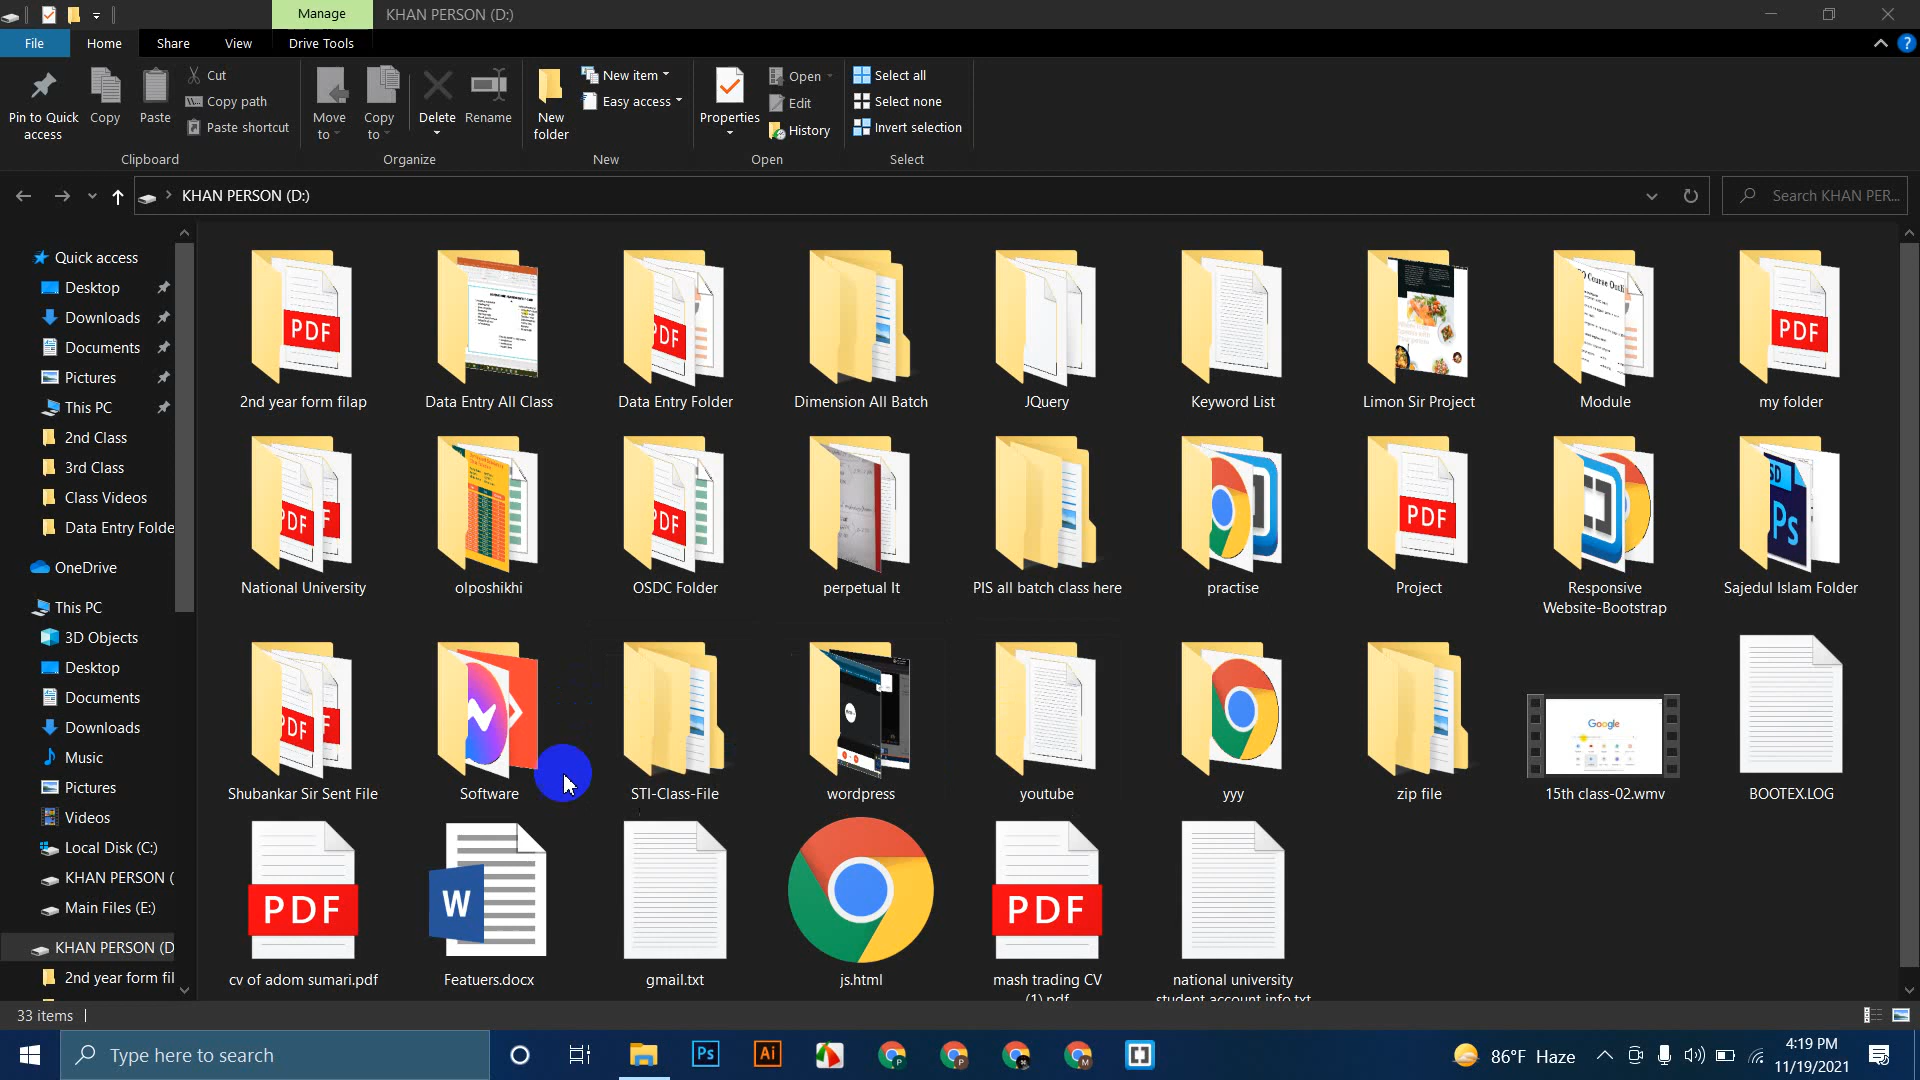 Manage
KHAN PERSON (D:)
File
Home
Share
View
Drive Tools
Pin to Quick access
Copy
Paste
Cut
Copy path
Paste shortcut
Clipboard
Move to
Copy to
Delete
Rename
Organize
New folder
New item
Easy access
New
Properties
Open
Edit
History
Open
Select all
Select none
Invert selection
Select
KHAN PERSON (D:)
Search KHAN PER...
Quick access
Desktop
Downloads
Documents
Pictures
This PC
2nd Class
3rd Class
Class Videos
Data Entry Folde
OneDrive
This PC
3D Objects
Desktop
Documents
Downloads
Music
Pictures
Videos
Local Disk (C:)
KHAN PERSON (
Main Files (E:)
KHAN PERSON (D
2nd year form fil
PDF
PDF
PDF
2nd year form filap
Data Entry All Class
Data Entry Folder
Dimension All Batch
JQuery
Keyword List
Limon Sir Project
Module
my folder
National University
olposhikhi
OSDC Folder
perpetual It
PIS all batch class here
practise
Project
Responsive
Website-Bootstrap
Sajedul Islam Folder
Shubankar Sir Sent File
Software
STI-Class-File
wordpress
youtube
yyy
zip file
15th class-02.wmv
BOOTEX.LOG
PDF
W
PDF
cv of adom sumari.pdf
Featuers.docx
gmail.txt
js.html
mash trading CV
(1).pdf
national university
student account info.txt
33 items
Type here to search
Ps
Ai
86°F Haze
4:19 PM
11/19/2021